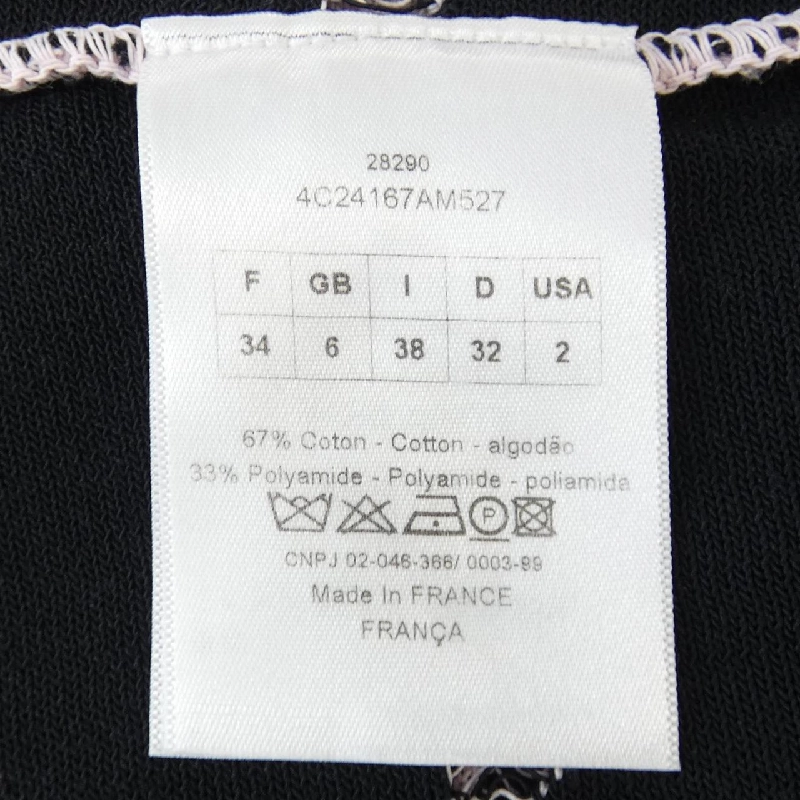 28290
4C24167AM527
F GB I D USA
34 6 38 32 2
67% Coton - Cotton - algodão
33% Polyamide - Polyamide - poliamida
P
CNPJ 02-046-366/ 0003-99
Made In FRANCE
FRANÇA